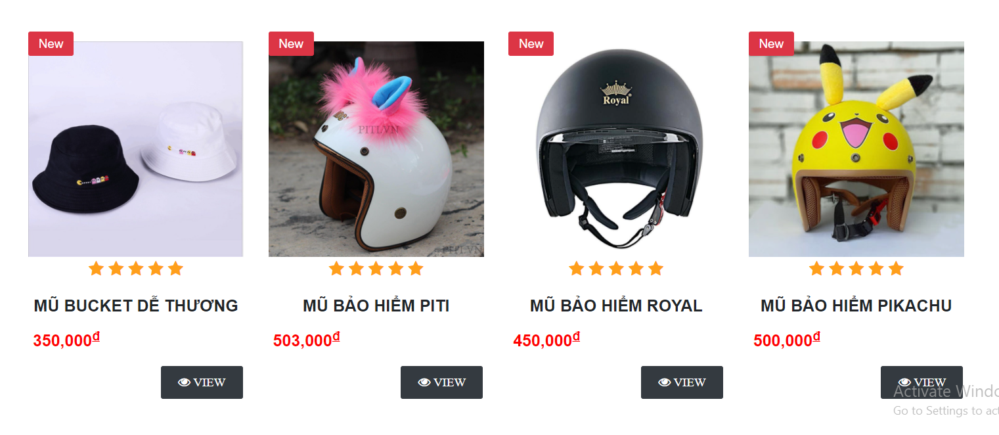 New
New
New
New
PITI.VN
PITI.VN
Royal
MŨ BUCKET DỄ THƯƠNG
350,000đ
VIEW
MŨ BẢO HIỂM PITI
503,000đ
VIEW
MŨ BẢO HIỂM ROYAL
450,000đ
VIEW
MŨ BẢO HIỂM PIKACHU
500,000đ
VIEW
Activate Windo
Go to Settings to act